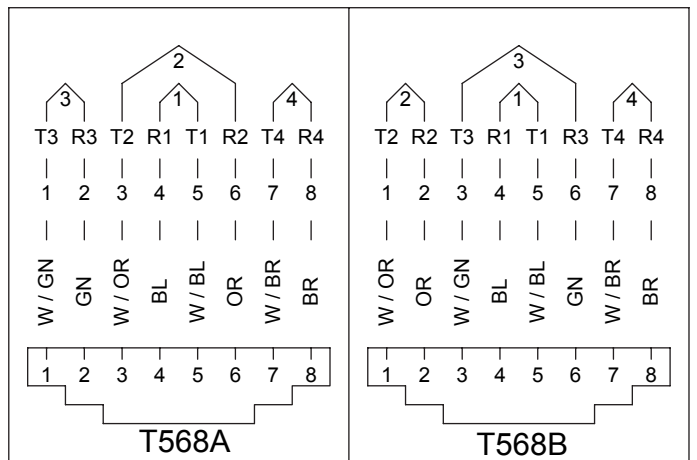 2
3 1 4
T3 R3 T2 R1 T1 R2 T4 R4
1 2 3 4 5 6 7 8
W / GN GN W / OR BL W / BL OR W / BR BR
1 2 3 4 5 6 7 8
T568A
3
2 1 4
T2 R2 T3 R1 T1 R3 T4 R4
1 2 3 4 5 6 7 8
W / OR OR W / GN BL W / BL GN W / BR BR
1 2 3 4 5 6 7 8
T568B